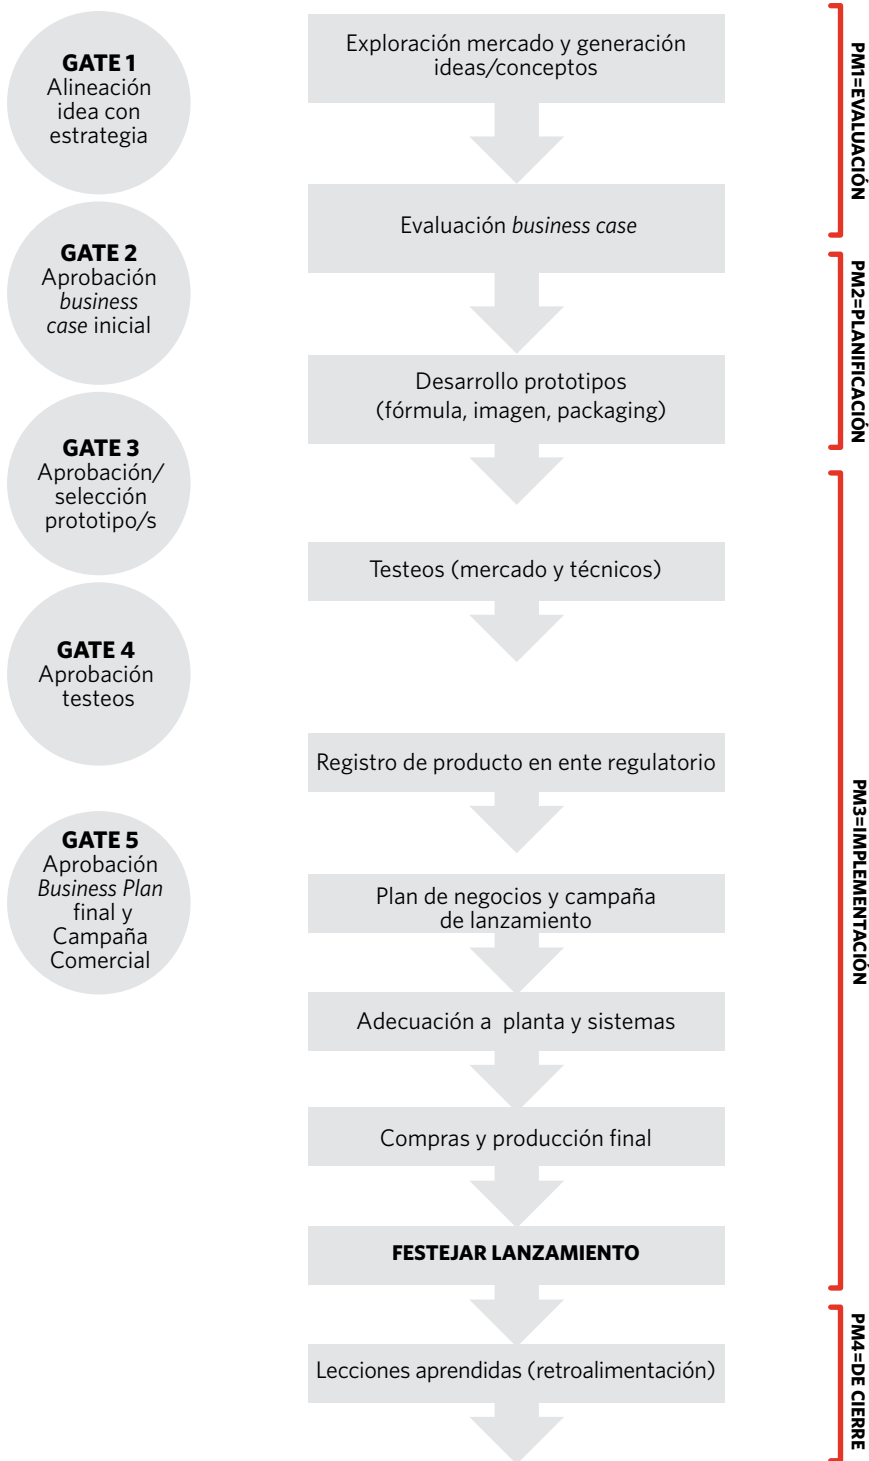 GATE 1
Alineación
idea con
estrategia
GATE 2
Aprobación
business
case inicial
GATE 3
Aprobación/
selección
prototipo/s
GATE 4
Aprobación
testeos
GATE 5
Aprobación
Business Plan
final y
Campaña
Comercial
Exploración mercado y generación
ideas/conceptos
Evaluación business case
Desarrollo prototipos
(fórmula, imagen, packaging)
Testeos (mercado y técnicos)
Registro de producto en ente regulatorio
Plan de negocios y campaña
de lanzamiento
Adecuación a planta y sistemas
Compras y producción final
FESTEJAR LANZAMIENTO
Lecciones aprendidas (retroalimentación)
PM1=EVALUACIÓN
PM2=PLANIFICACIÓN
PM3=IMPLEMENTACIÓN
PM4=DE CIERRE